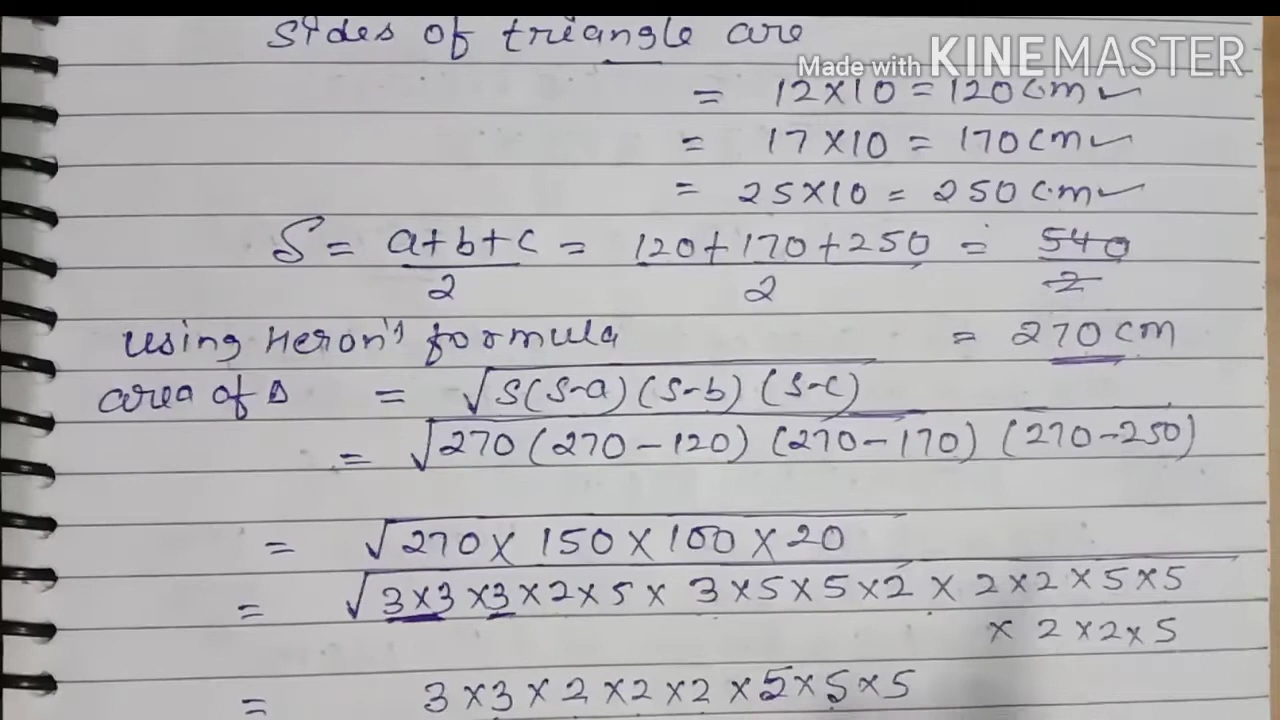 Sides of triangle are
Made with KINEMASTER
= 12×10 = 120 cm ✓
= 17×10 = 170 cm ✓
= 25×10 = 250 cm ✓
S = a+b+c/2 = 120+170+250/2 = 540/2
using Heron's formula = 270 cm
area of Δ = √s(s-a)(s-b)(s-c)
= √270(270-120)(270-170)(270-250)
= √270×150×100×20
= √3×3×3×2×5×3×5×5×2×2×2×5×5
×2×2×5
= 3×3×2×2×2×5×5×5